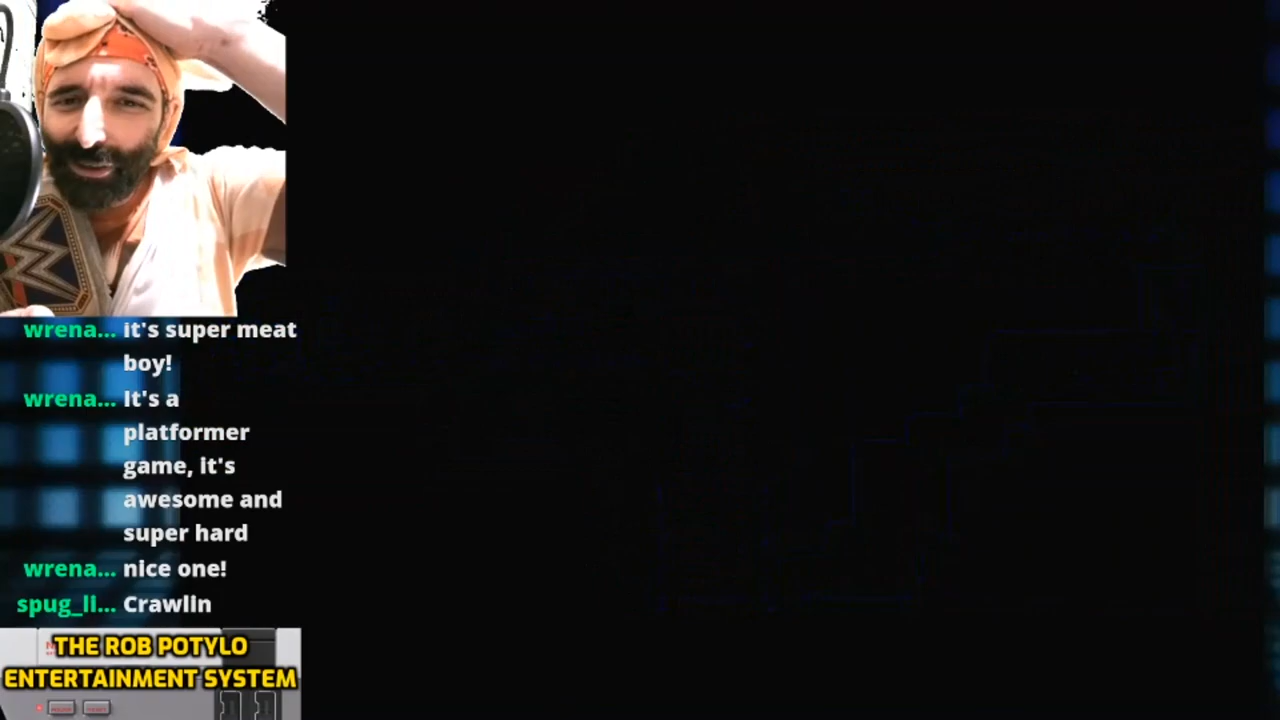 wrena... it's super meat
boy!
wrena... It's a
platformer
game, it's
awesome and
super hard
wrena... nice one!
spug_li... Crawlin
THE ROB POTYLO
ENTERTAINMENT SYSTEM